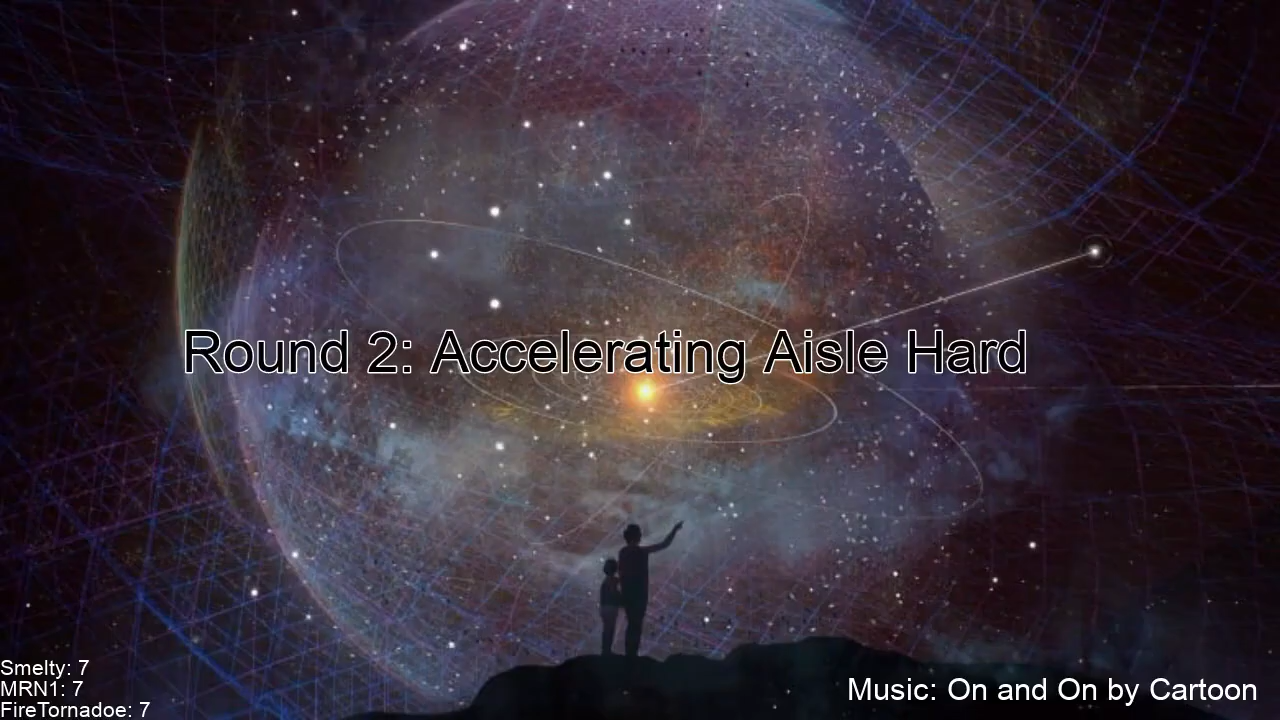 Round 2: Accelerating Aisle Hard
Smelty: 7
MRN1: 7
FireTornadoe: 7
Music: On and On by Cartoon